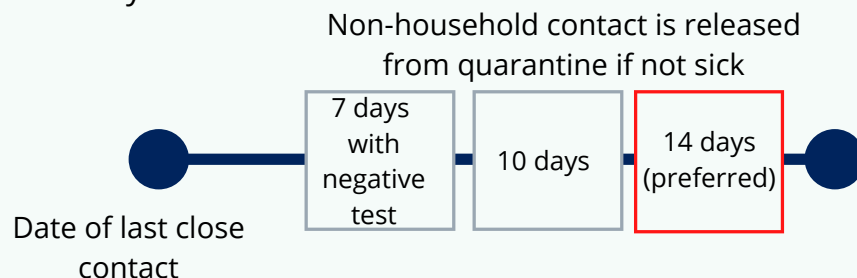 Non-household contact is released
from quarantine if not sick
7 days
with
negative
test
10 days
14 days
(preferred)
Date of last close
contact